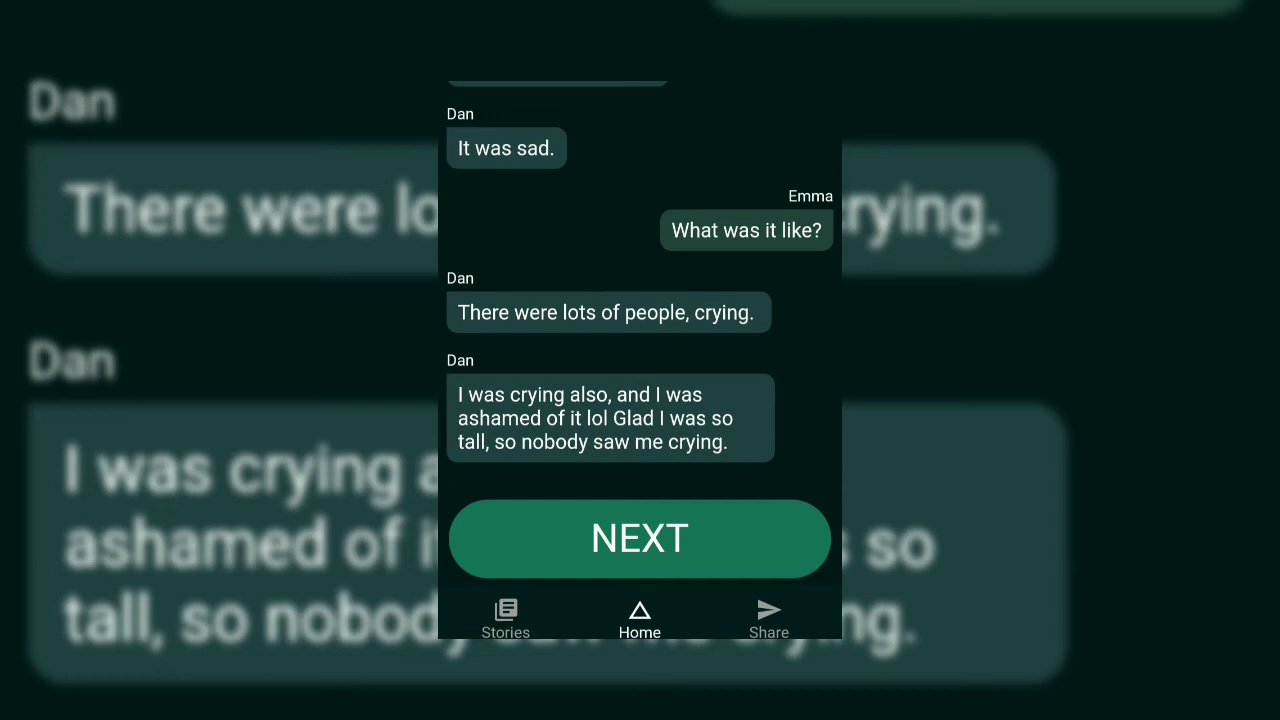 Dan
It was sad.
Emma
What was it like?
Dan
There were lots of people, crying.
Dan
I was crying also, and I was
ashamed of it lol Glad I was so
tall, so nobody saw me crying.
NEXT
Stories
Home
Share